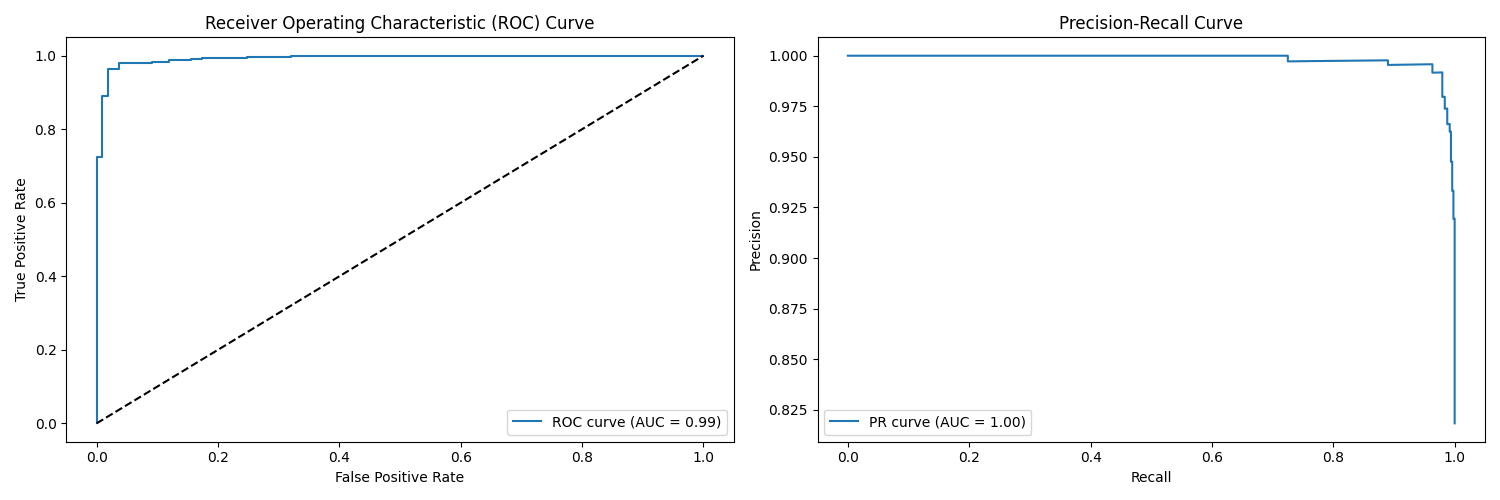 Receiver Operating Characteristic (ROC) Curve
True Positive Rate
1.0
0.8
0.6
0.4
0.2
0.0
ROC curve (AUC = 0.99)
0.0 0.2 0.4 0.6 0.8 1.0
False Positive Rate
Precision-Recall Curve
Precision
1.000
0.975
0.950
0.925
0.900
0.875
0.850
0.825
PR curve (AUC = 1.00)
0.0 0.2 0.4 0.6 0.8 1.0
Recall